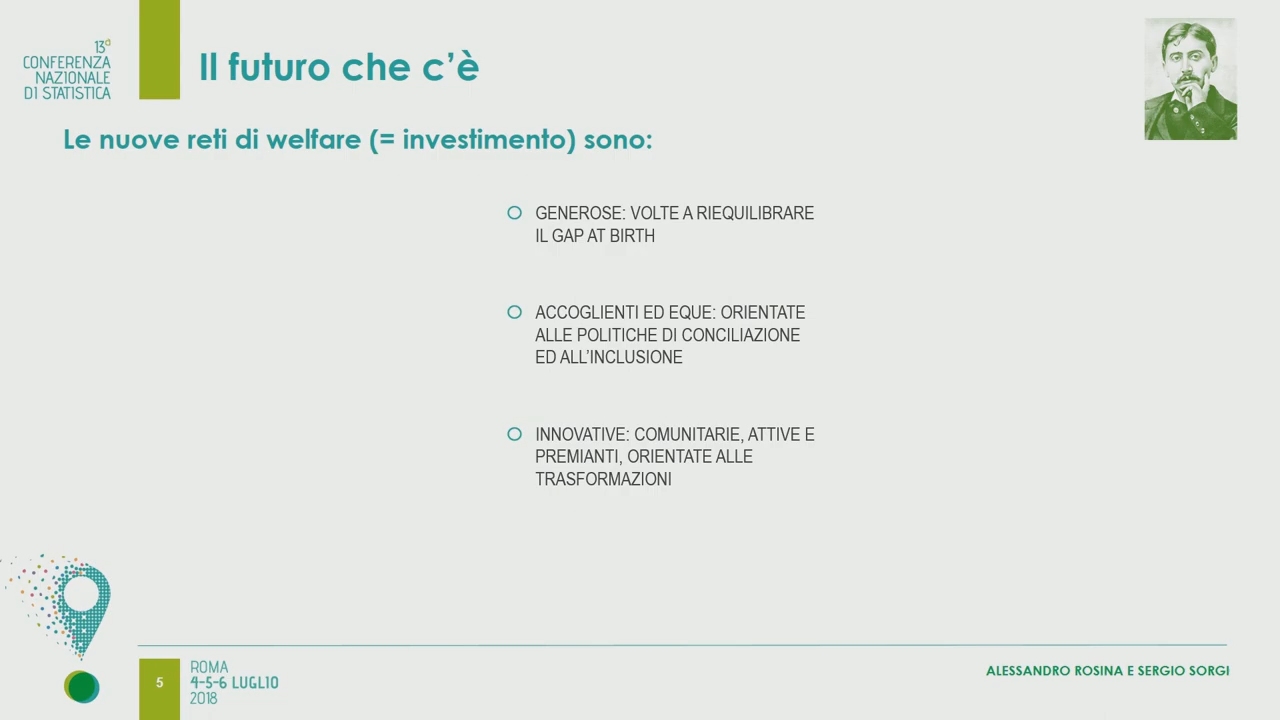 13ª
CONFERENZA
NAZIONALE
DI STATISTICA
Il futuro che c’è
Le nuove reti di welfare (= investimento) sono:
GENEROSE: VOLTE A RIEQUILIBRARE
IL GAP AT BIRTH
ACCOGLIENTI ED EQUE: ORIENTATE
ALLE POLITICHE DI CONCILIAZIONE
ED ALL’INCLUSIONE
INNOVATIVE: COMUNITARIE, ATTIVE E
PREMIANTI, ORIENTATE ALLE
TRASFORMAZIONI
5
ROMA
4-5-6 LUGLIO
2018
ALESSANDRO ROSINA E SERGIO SORGI